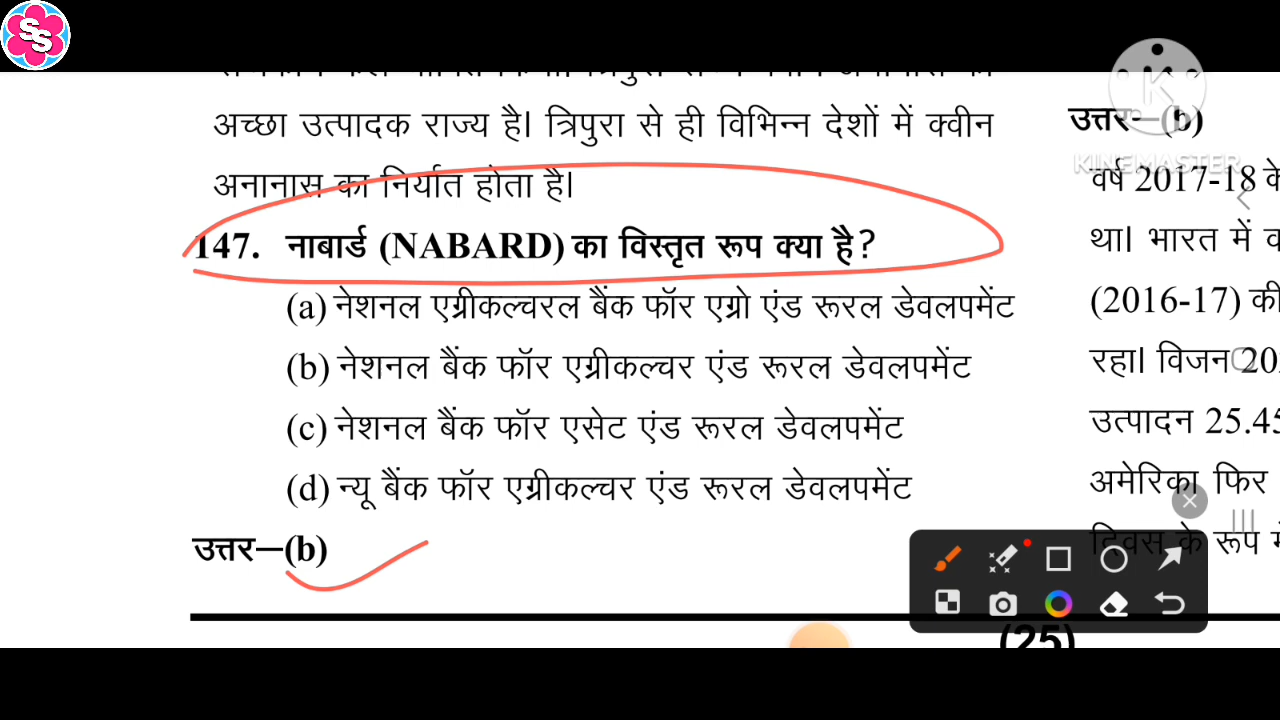 SS
अच्छा उत्पादक राज्य है। त्रिपुरा से ही विभिन्न देशों में क्वीन
अनानास का निर्यात होता है।
147. नाबार्ड (NABARD) का विस्तृत रूप क्या है?
(a) नेशनल एग्रीकल्चरल बैंक फॉर एग्रो एंड रूरल डेवलपमेंट
(b) नेशनल बैंक फॉर एग्रीकल्चर एंड रूरल डेवलपमेंट
(c) नेशनल बैंक फॉर एसेट एंड रूरल डेवलपमेंट
(d) न्यू बैंक फॉर एग्रीकल्चर एंड रूरल डेवलपमेंट
उत्तर—(b)
(25)
K
KINEMASTER
उत्तर—(b)
वर्ष 2017-18 के
था। भारत में
(2016-17) की
रहा। विजन
उत्पादन 25.45
अमेरिका फिर
दिवस के रूप में